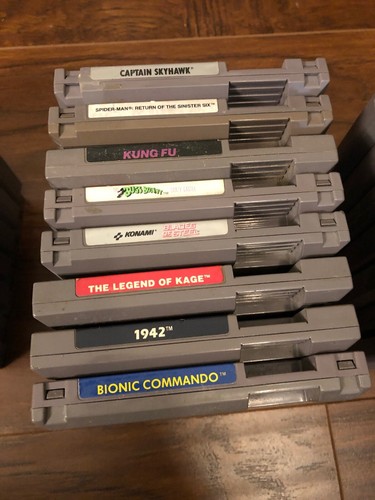 CAPTAIN SKYHAWK™
SPIDER-MAN®: RETURN OF THE SINISTER SIX™
KUNG FU
KONAMI®
THE LEGEND OF KAGE™
1942™
BIONIC COMMANDO™